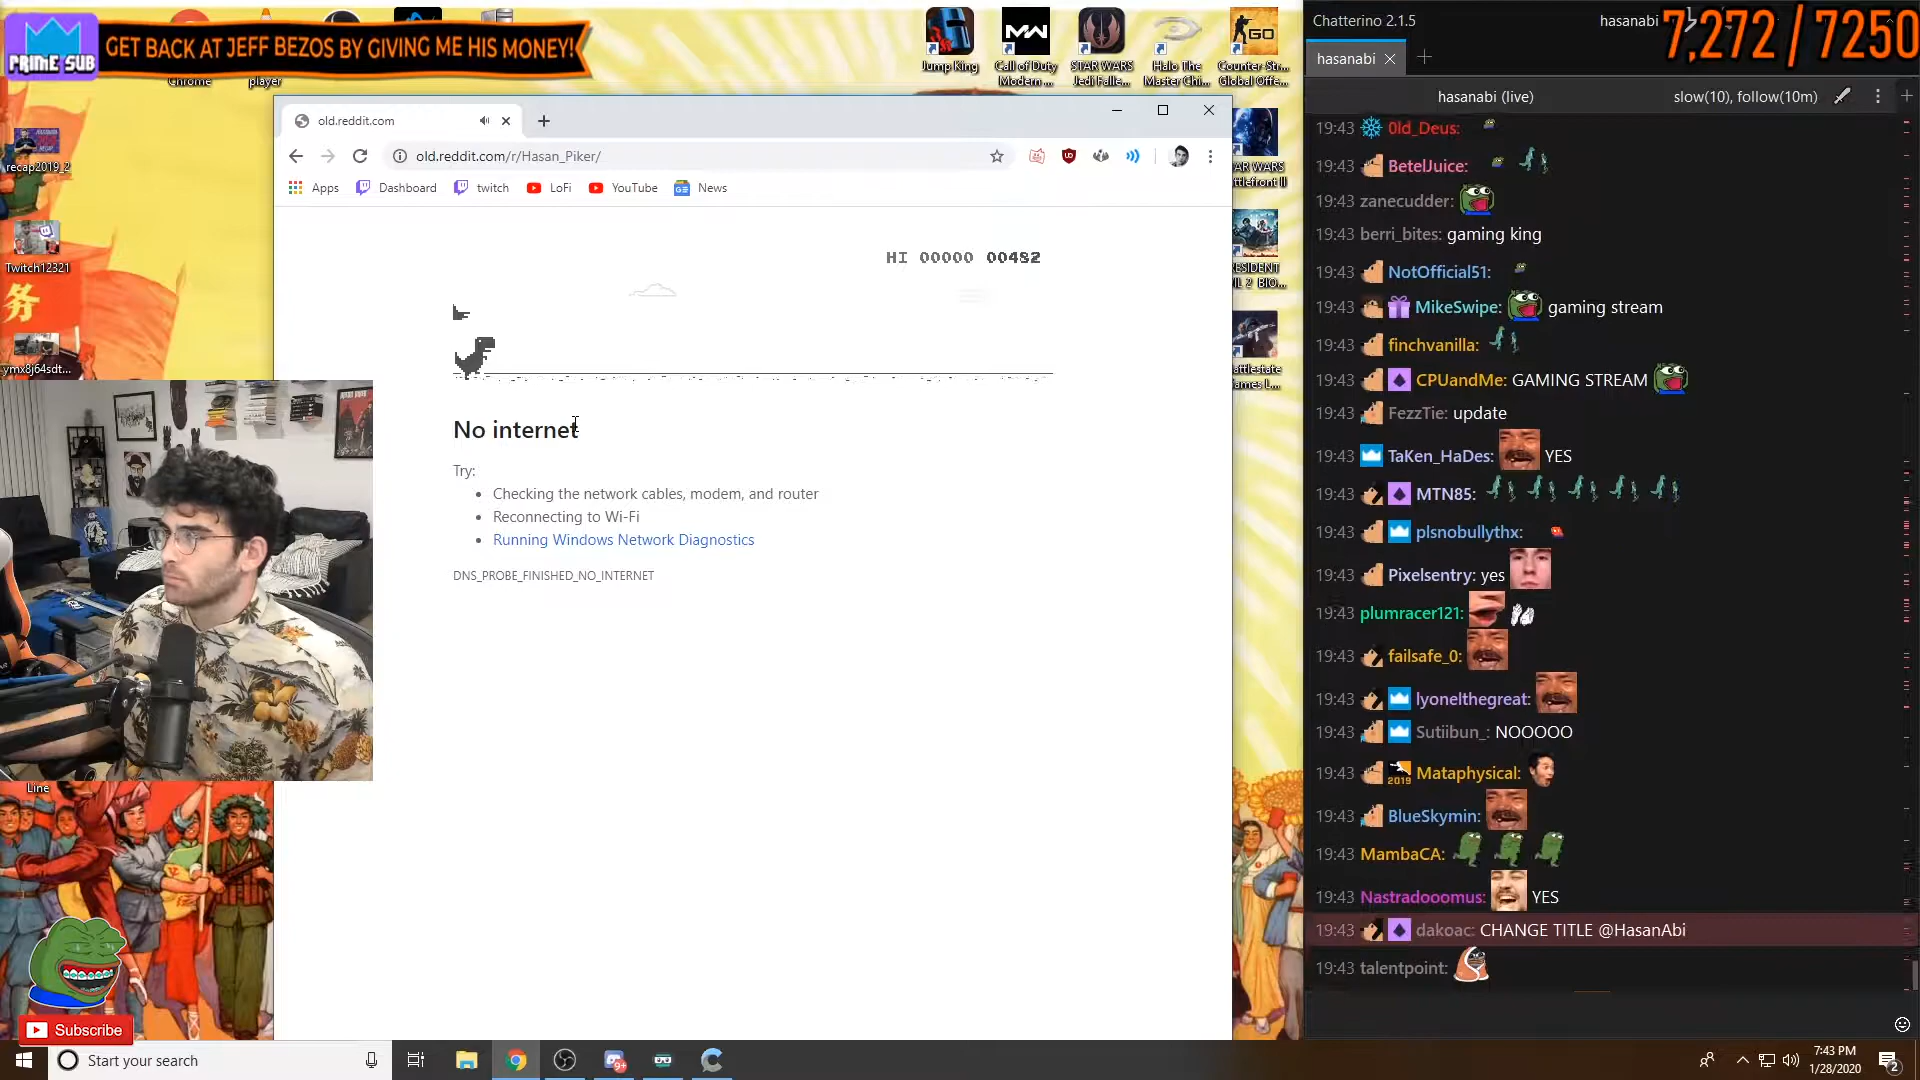 PRIME SUB
GET BACK AT JEFF BEZOS BY GIVING ME HIS MONEY!
Chrome
player
Jump King
Call of Duty
Modern ...
STAR WARS
Jedi Falle...
Halo The
Master Chi...
Counter-Str...
Global Offe...
GO
recap2019_2
Twitch12321
ymx8j64sdt...
Line
old.reddit.com
old.reddit.com/r/Hasan_Piker/
Apps
Dashboard
twitch
LoFi
YouTube
News
HI 00000 00482
No internet
Try:
• Checking the network cables, modem, and router
• Reconnecting to Wi-Fi
• Running Windows Network Diagnostics
DNS_PROBE_FINISHED_NO_INTERNET
Chatterino 2.1.5
hasanabi
7,272 / 7250
hasanabi
hasanabi (live)
slow(10), follow(10m)
19:43 0ld_Deus:
19:43 BetelJuice:
19:43 zanecudder:
19:43 berri_bites: gaming king
19:43 NotOfficial51:
19:43 MikeSwipe: gaming stream
19:43 finchvanilla:
19:43 CPUandMe: GAMING STREAM
19:43 FezzTie: update
19:43 TaKen_HaDes: YES
19:43 MTN85:
19:43 plsnobullythx:
19:43 Pixelsentry: yes
19:43 plumracer121:
19:43 failsafe_0:
19:43 lyonelthegreat:
19:43 Sutiibun_: NOOOOO
19:43 Mataphysical:
19:43 BlueSkymin:
19:43 MambaCA:
19:43 Nastradooomus: YES
19:43 dakoac: CHANGE TITLE @HasanAbi
19:43 talentpoint:
Subscribe
Start your search
7:43 PM
1/28/2020